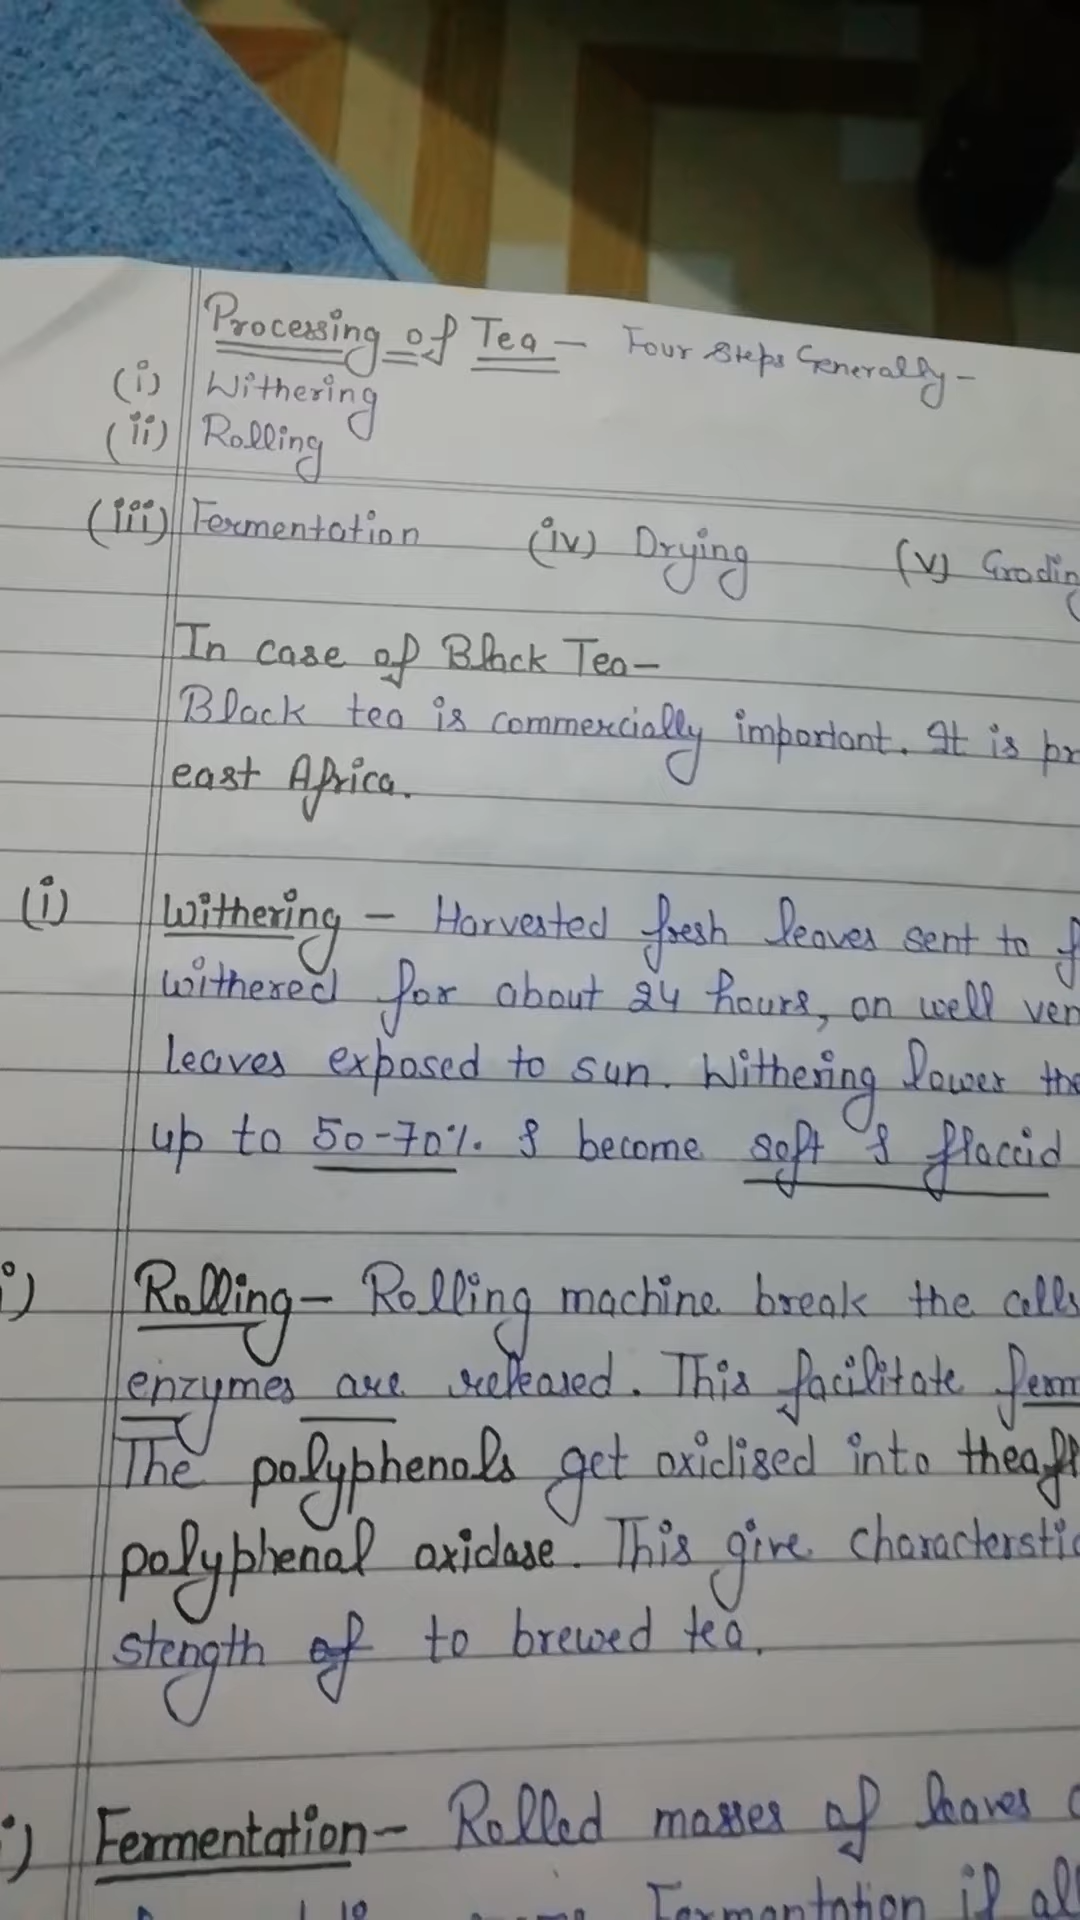 Processing of Tea - Four Steps Generally -
(i) Withering
(ii) Rolling
(iii) Fermentation (iv) Drying (v) Gradin
In case of Black Tea-
Black tea is commercially important. It is pr
east Africa.
(i) Withering - Harvested fresh leaves sent to f
withered for about 24 hours, on well ven
leaves exposed to sun. Withering lower the
up to 50-70%. & become soft & flaccid
i) Rolling- Rolling machine break the cells
enzymes are released. This facilitate ferm
The polyphenols get oxidised into theafl
polyphenal oxidase. This give characterstic
stength of to brewed tea.
i) Fermentation- Rolled masses of leaves
Fermentation if all